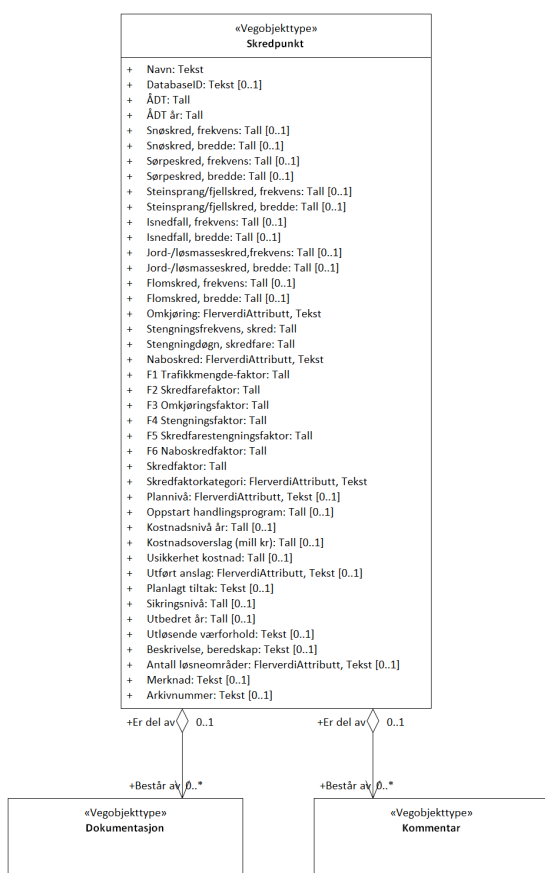 «Vegobjekttype»
Skredpunkt
+ Navn: Tekst
+ DatabaseID: Tekst [0..1]
+ ÅDT: Tall
+ ÅDT år: Tall
+ Snøskred, frekvens: Tall [0..1]
+ Snøskred, bredde: Tall [0..1]
+ Sørpeskred, frekvens: Tall [0..1]
+ Sørpeskred, bredde: Tall [0..1]
+ Steinsprang/fjellskred, frekvens: Tall [0..1]
+ Steinsprang/fjellskred, bredde: Tall [0..1]
+ Isnedfall, frekvens: Tall [0..1]
+ Isnedfall, bredde: Tall [0..1]
+ Jord-/løsmasseskred,frekvens: Tall [0..1]
+ Jord-/løsmasseskred, bredde: Tall [0..1]
+ Flomskred, frekvens: Tall [0..1]
+ Flomskred, bredde: Tall [0..1]
+ Omkjøring: FlerverdiAttributt, Tekst
+ Stengningsfrekvens, skred: Tall
+ Stengningdøgn, skredfare: Tall
+ Naboskred: FlerverdiAttributt, Tekst
+ F1 Trafikkmengde-faktor: Tall
+ F2 Skredfarefaktor: Tall
+ F3 Omkjøringsfaktor: Tall
+ F4 Stengningsfaktor: Tall
+ F5 Skredfarestengningsfaktor: Tall
+ F6 Naboskredfaktor: Tall
+ Skredfaktor: Tall
+ Skredfaktorkategori: FlerverdiAttributt, Tekst
+ Plannivå: FlerverdiAttributt, Tekst [0..1]
+ Oppstart handlingsprogram: Tall [0..1]
+ Kostnadsnivå år: Tall [0..1]
+ Kostnadsoverslag (mill kr): Tall [0..1]
+ Usikkerhet kostnad: Tall [0..1]
+ Utført anslag: FlerverdiAttributt, Tekst [0..1]
+ Planlagt tiltak: Tekst [0..1]
+ Sikringsnivå: Tall [0..1]
+ Utbedret år: Tall [0..1]
+ Utløsende værforhold: Tekst [0..1]
+ Beskrivelse, beredskap: Tekst [0..1]
+ Antall løsneområder: FlerverdiAttributt, Tekst [0..1]
+ Merknad: Tekst [0..1]
+ Arkivnummer: Tekst [0..1]
+Er del av 0..1 +Er del av 0..1
+Består av 0..* +Består av 0..*
«Vegobjekttype»
Dokumentasjon
«Vegobjekttype»
Kommentar